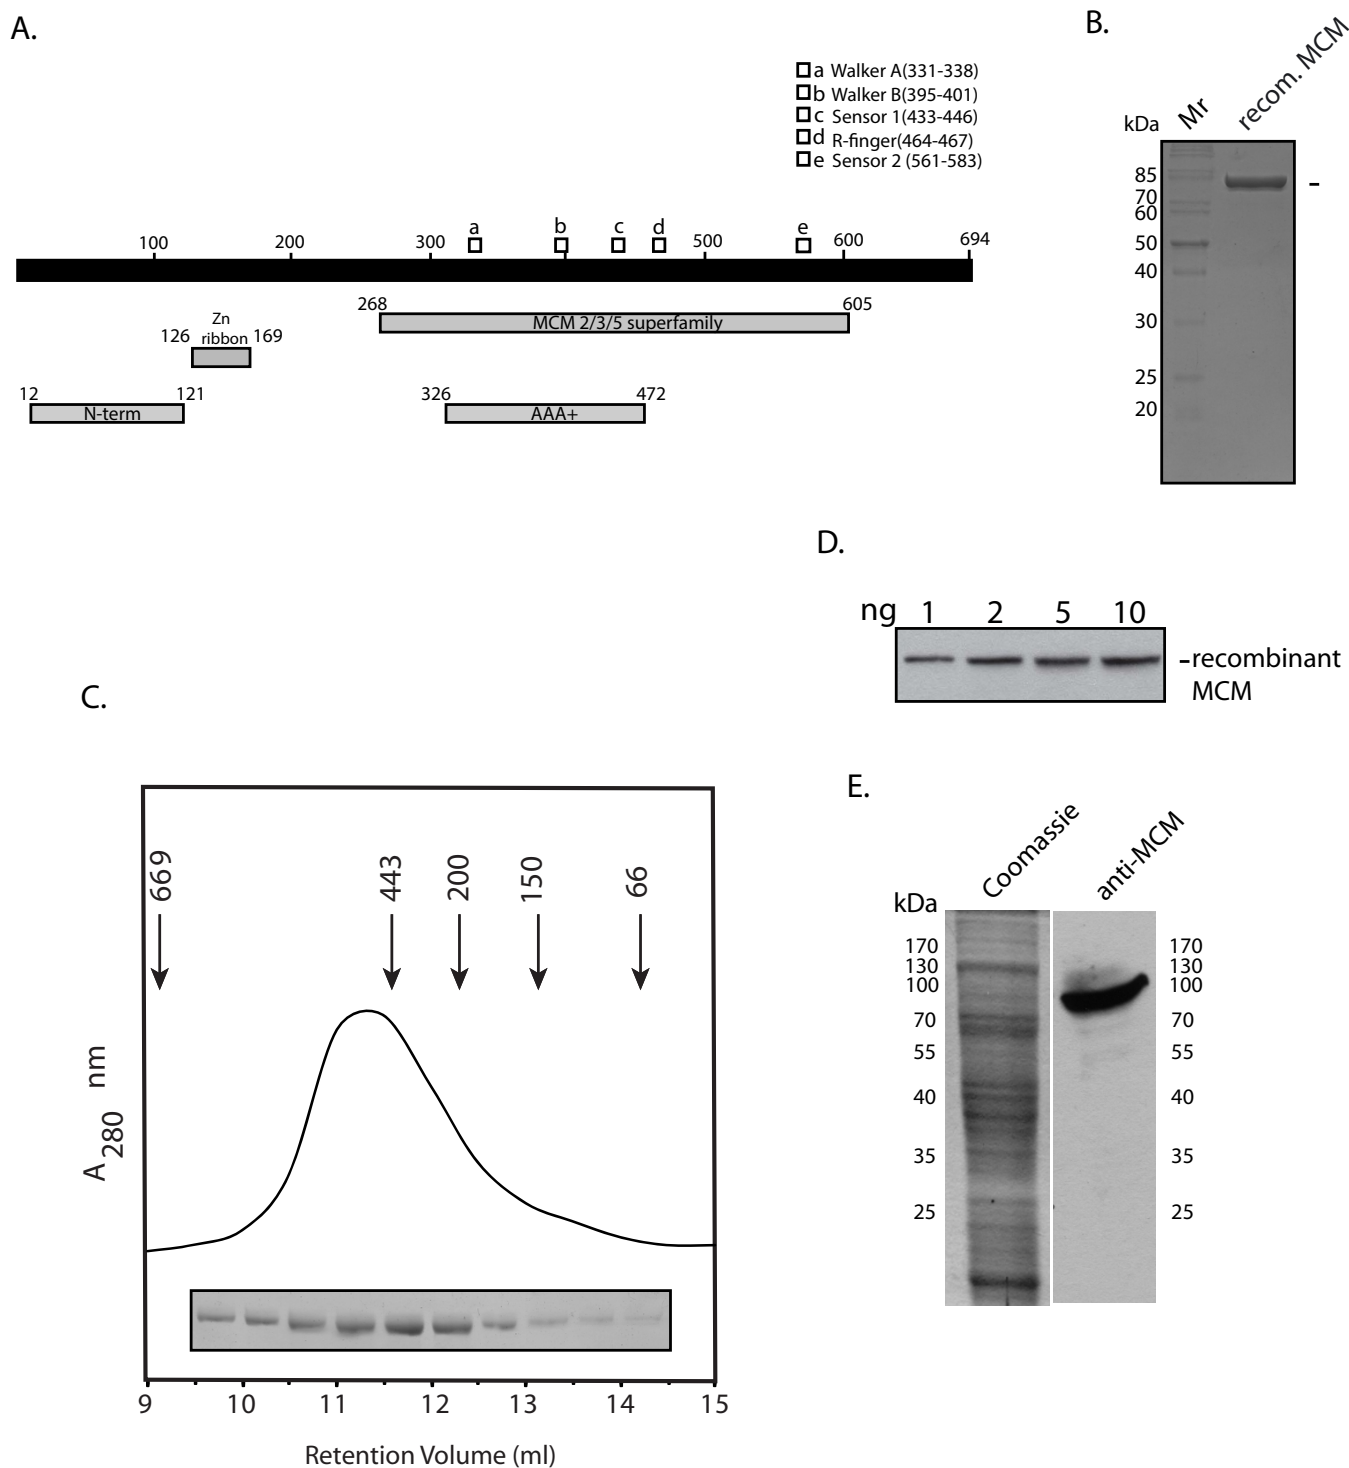 A.
a Walker A(331-338)
b Walker B(395-401)
c Sensor 1(433-446)
d R-finger(464-467)
e Sensor 2 (561-583)
100 200 300 a b c d 500 e 600 694
268 605
MCM 2/3/5 superfamily
Zn
126 ribbon 169
12 121 326 472
N-term AAA+
B.
kDa Mr recom. MCM
85
70
60
50
40
30
25
20
-
D.
ng 1 2 5 10
-recombinant
MCM
C.
669 443 200 150 66
A280 nm
9 10 11 12 13 14 15
Retention Volume (ml)
E.
kDa Coomassie anti-MCM
170 170
130 130
100 100
70 70
55 55
40 40
35 35
25 25